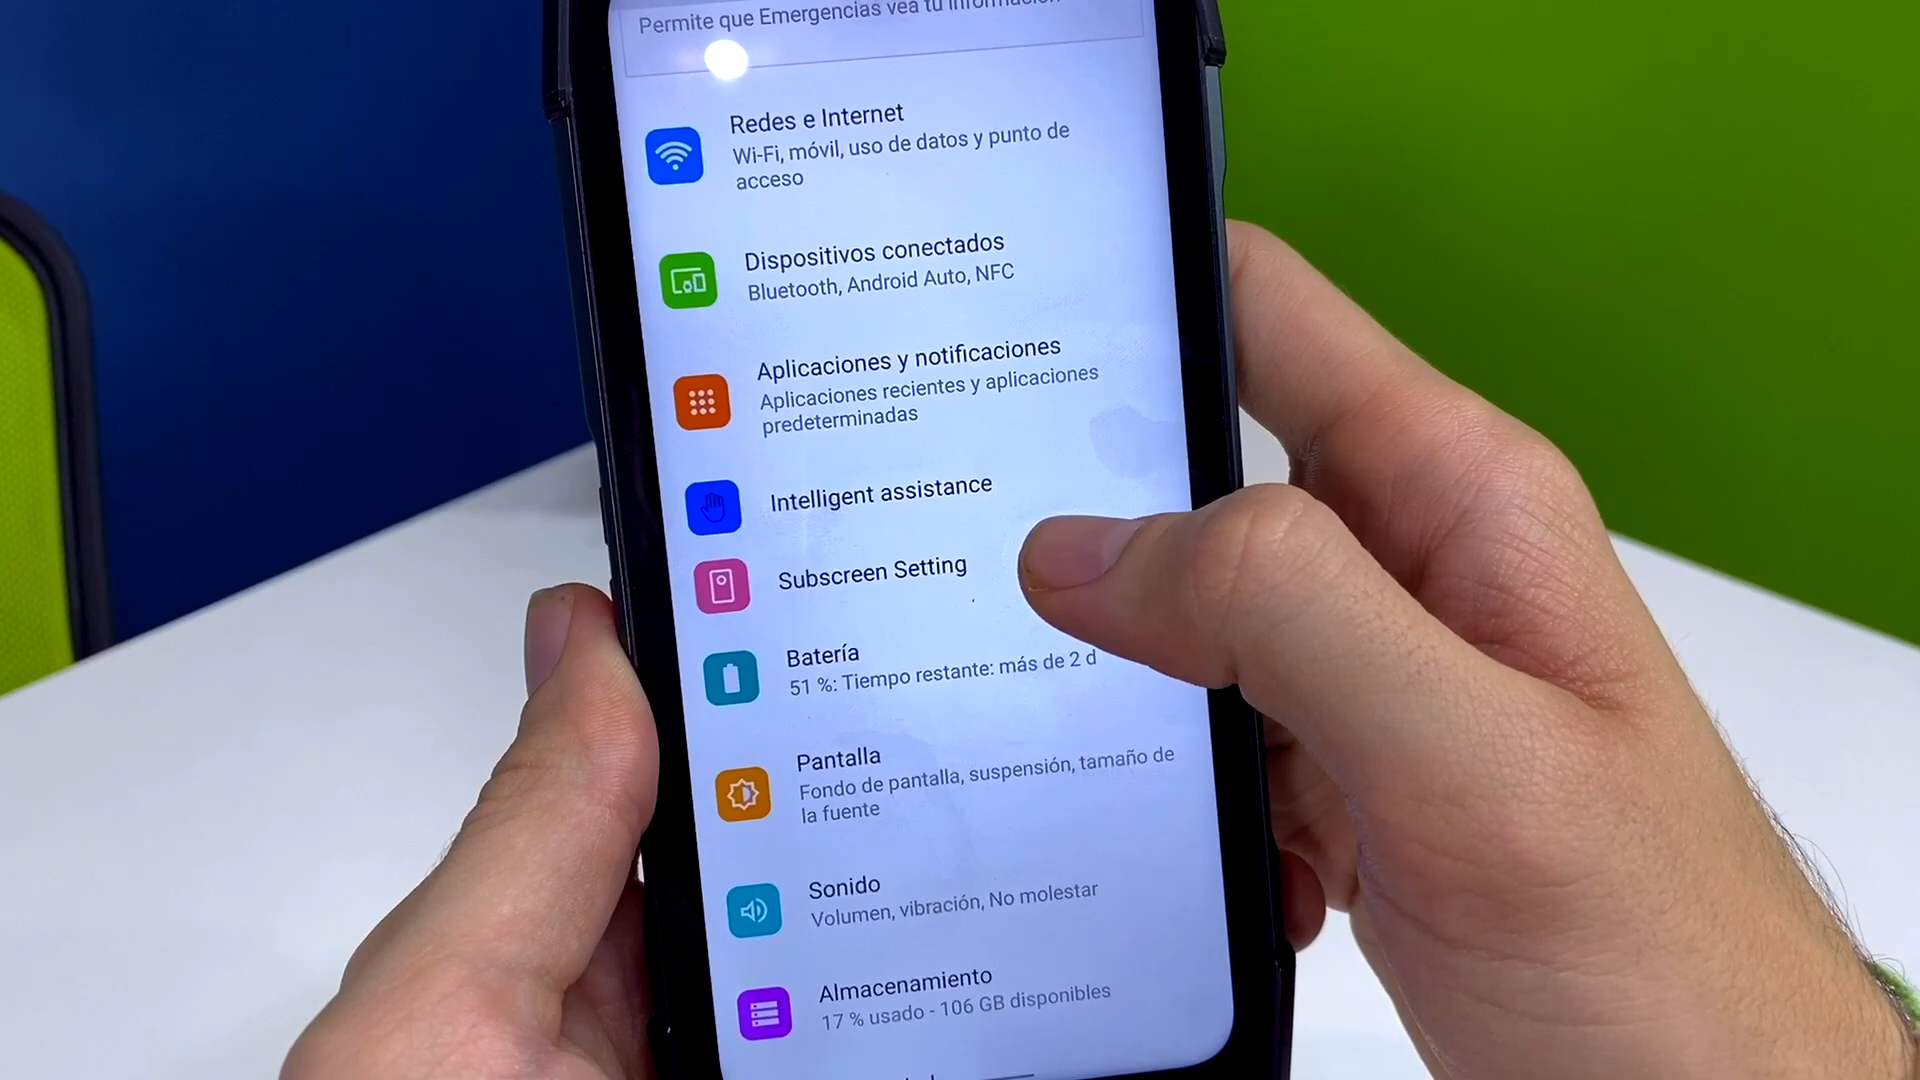 Permite que Emergencias vea tu información
Redes e Internet
Wi-Fi, móvil, uso de datos y punto de
acceso
Dispositivos conectados
Bluetooth, Android Auto, NFC
Aplicaciones y notificaciones
Aplicaciones recientes y aplicaciones
predeterminadas
Intelligent assistance
Subscreen Setting
Batería
51 %: Tiempo restante: más de 2 d
Pantalla
Fondo de pantalla, suspensión, tamaño de
la fuente
Sonido
Volumen, vibración, No molestar
Almacenamiento
17 % usado - 106 GB disponibles